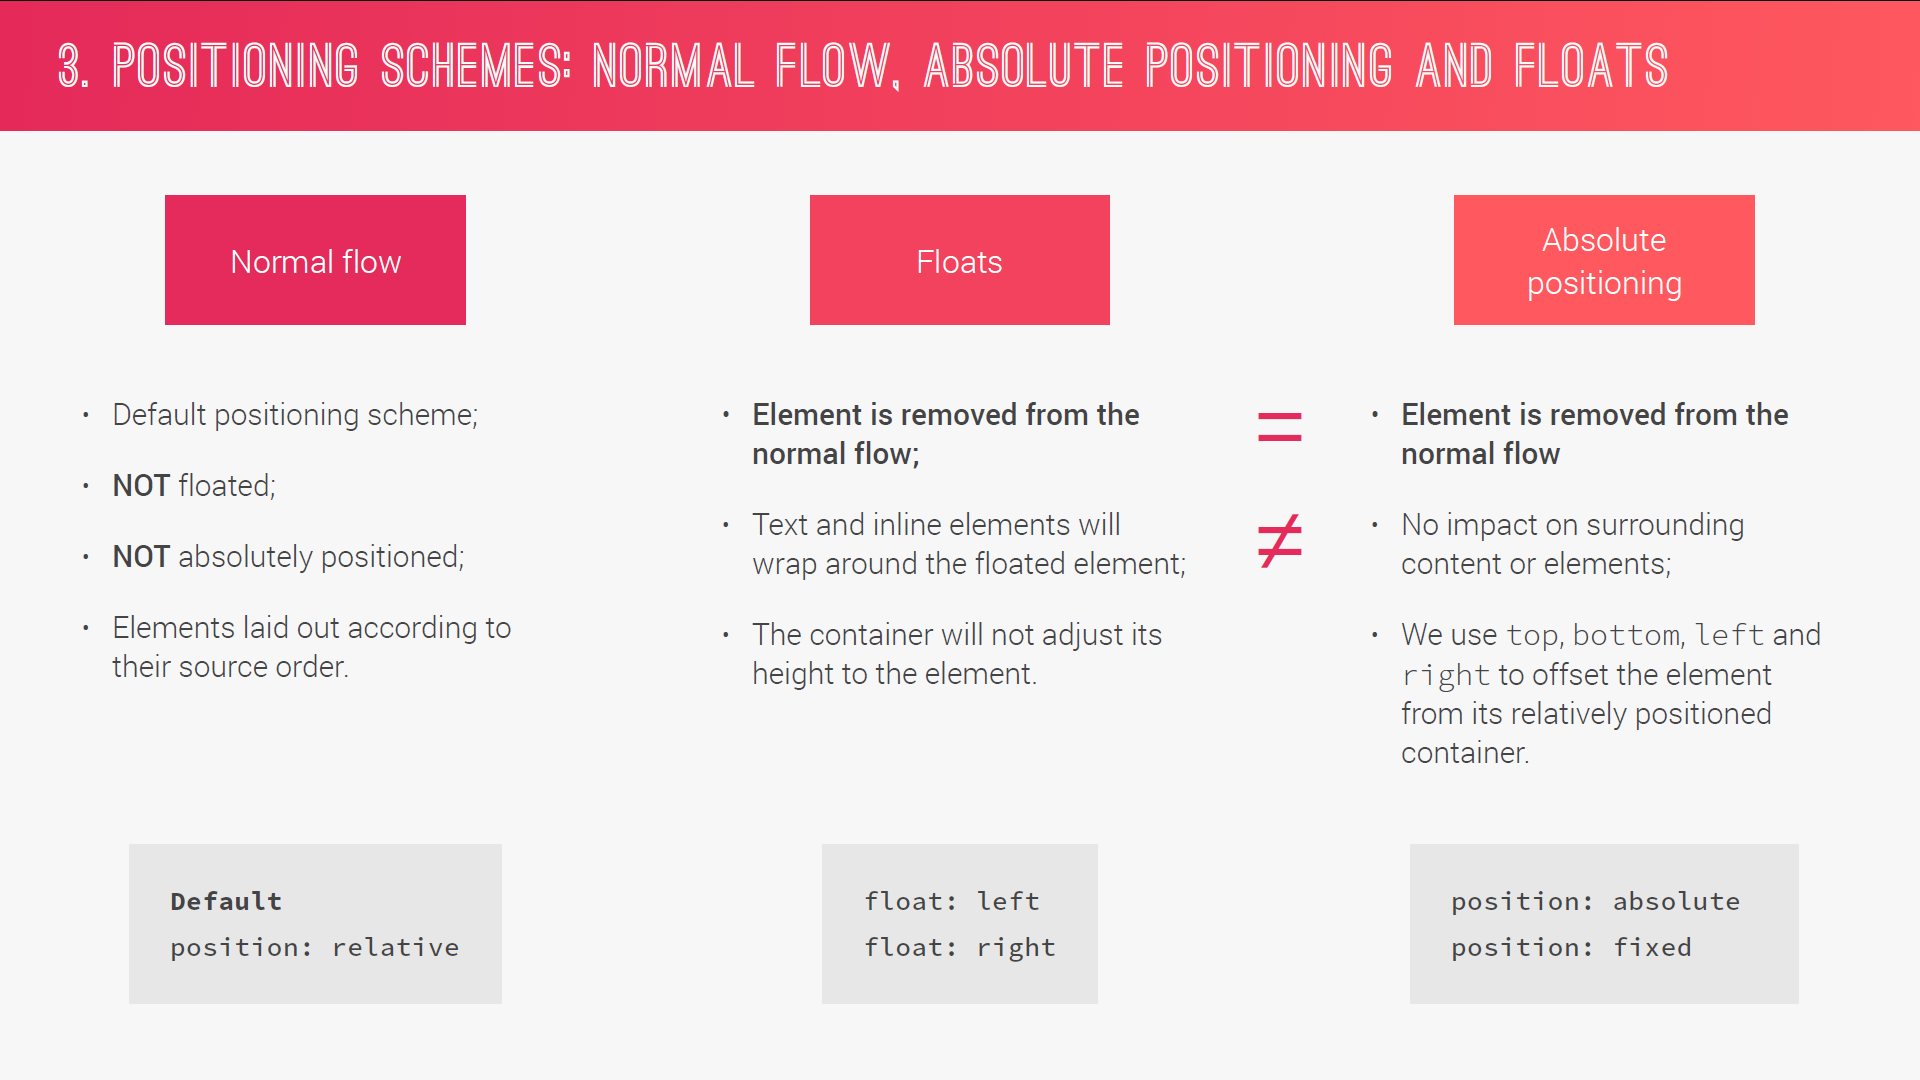 3. POSITIONING SCHEMES: NORMAL FLOW, ABSOLUTE POSITIONING AND FLOATS
Normal flow
• Default positioning scheme;
• NOT floated;
• NOT absolutely positioned;
• Elements laid out according to
their source order.
Default
position: relative
Floats
• Element is removed from the
normal flow;
• Text and inline elements will
wrap around the floated element;
• The container will not adjust its
height to the element.
float: left
float: right
=
≠
Absolute
positioning
• Element is removed from the
normal flow
• No impact on surrounding
content or elements;
• We use top, bottom, left and
right to offset the element
from its relatively positioned
container.
position: absolute
position: fixed